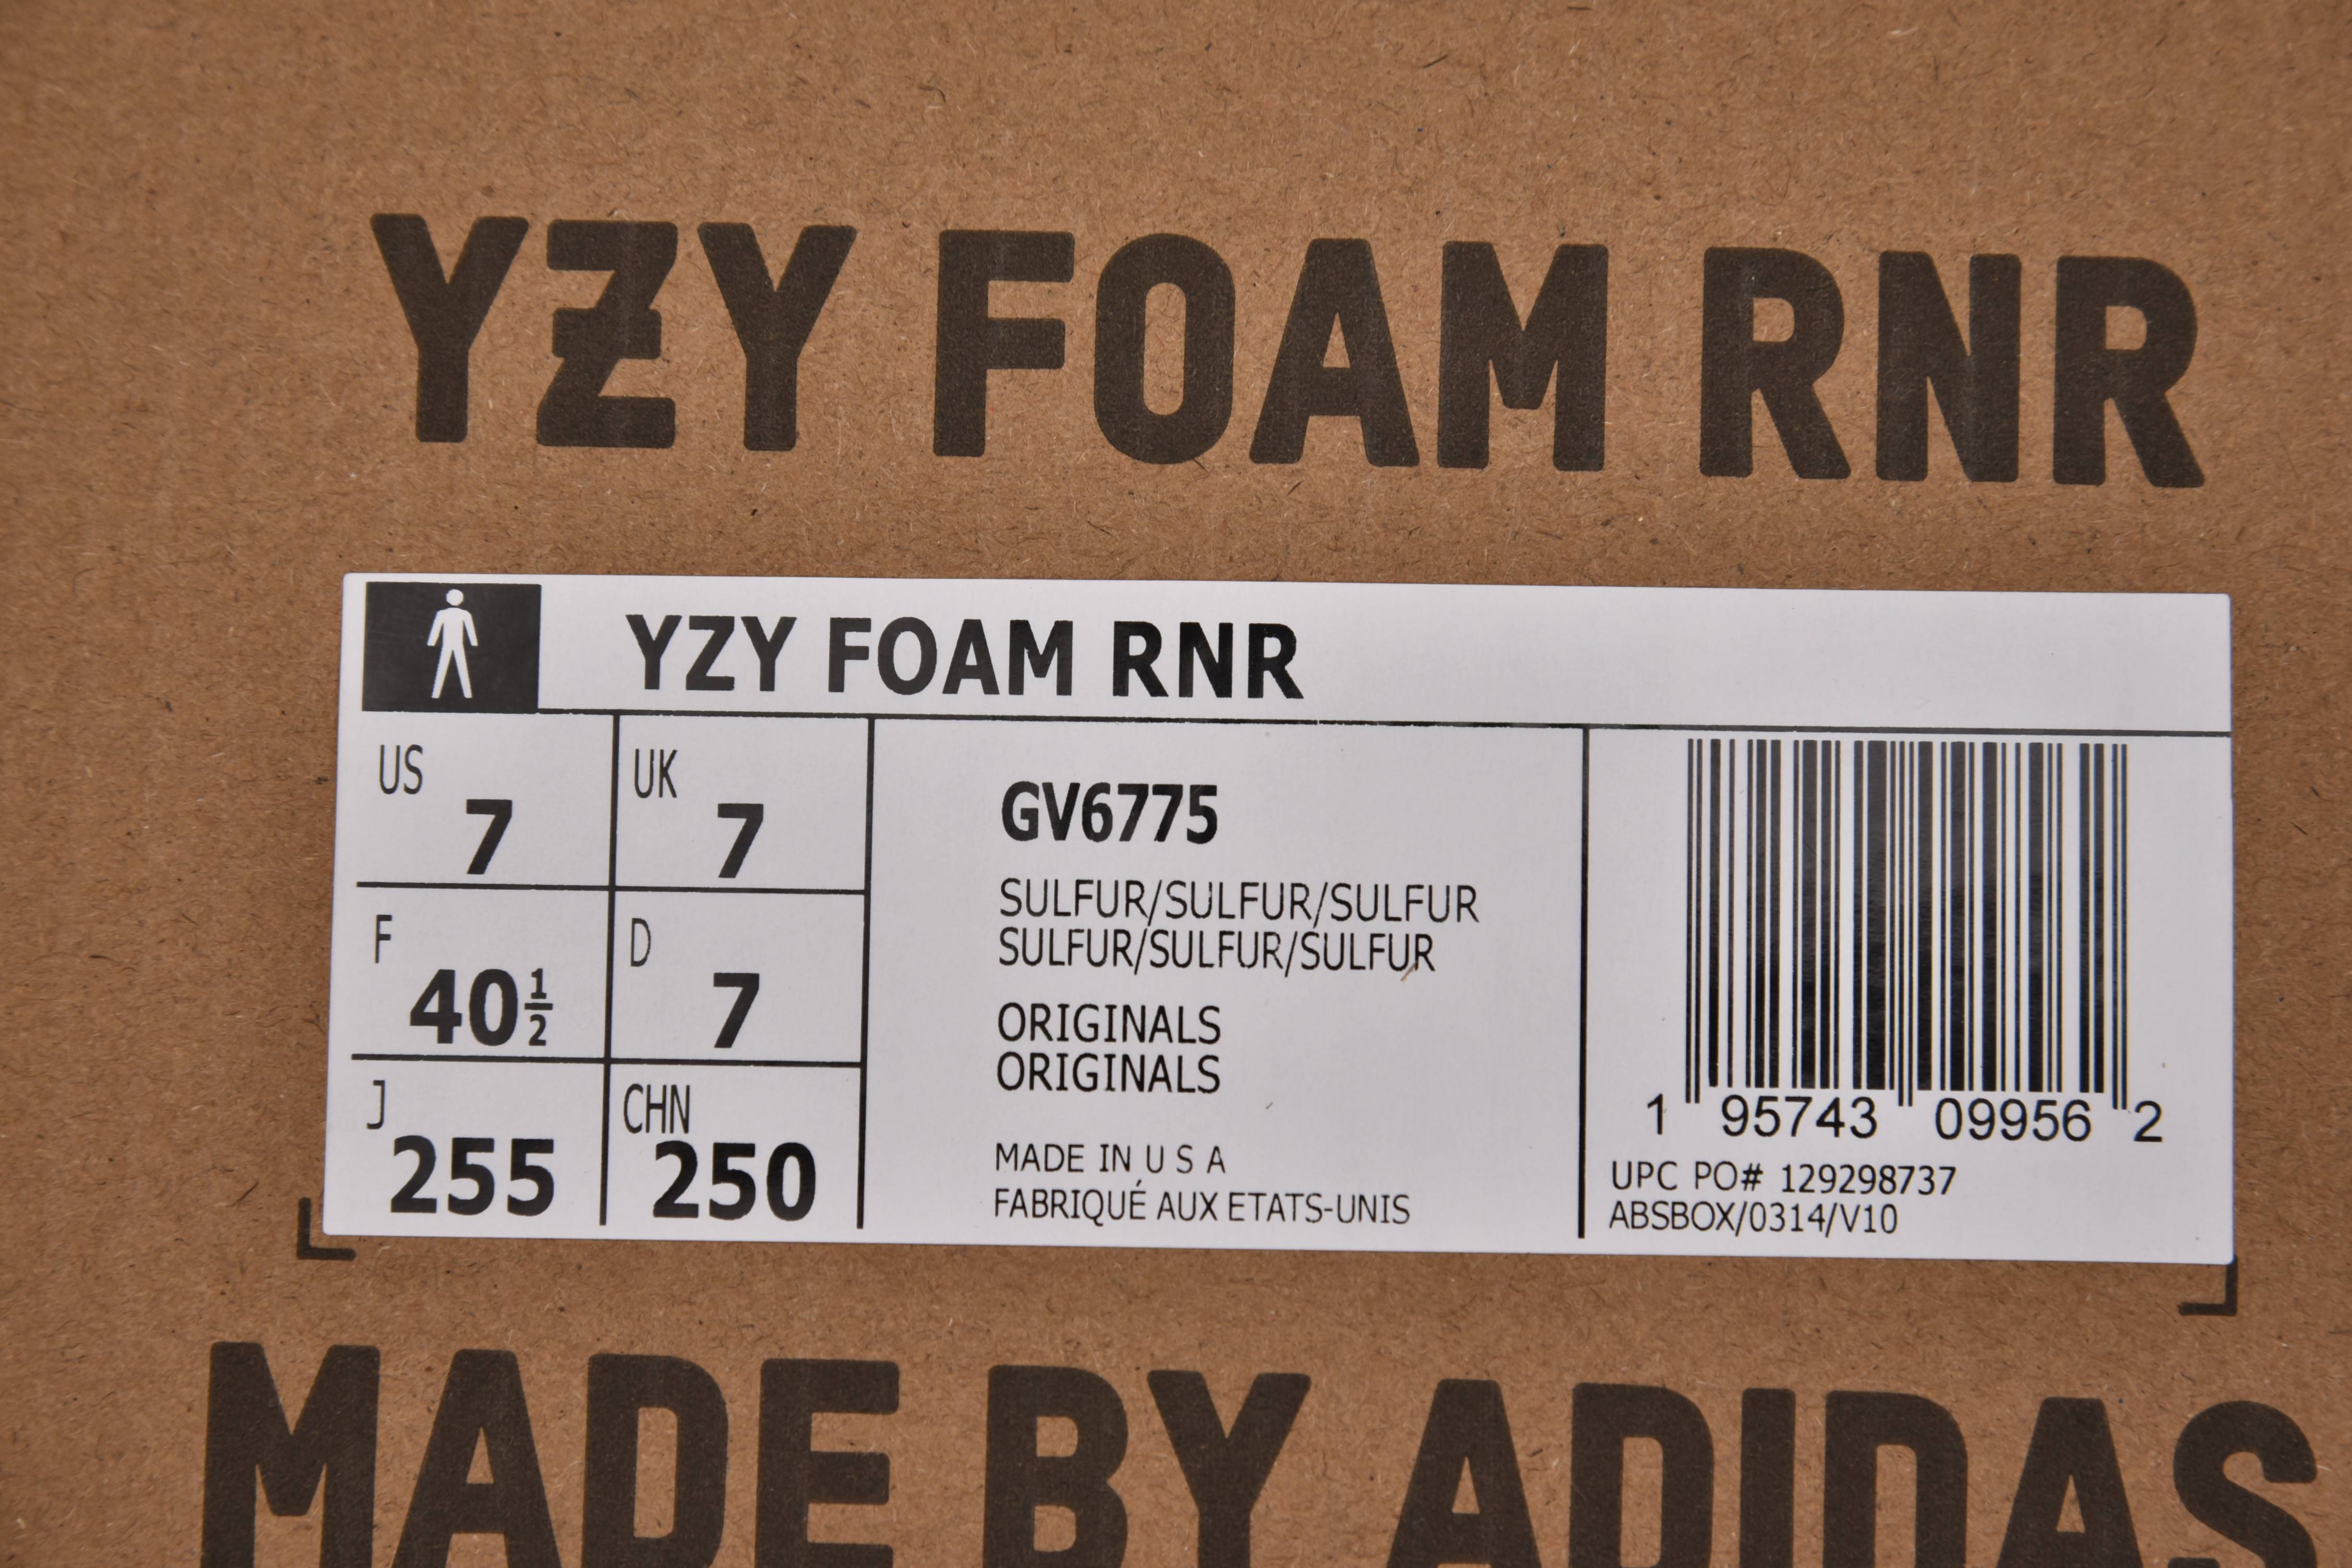 YƵY FOAM RNR
YZY FOAM RNR
US 7
UK 7
F 40½
D 7
J 255
CHN 250
GV6775
SULFUR/SULFUR/SULFUR
SULFUR/SULFUR/SULFUR
ORIGINALS
ORIGINALS
MADE IN U S A
FABRIQUÉ AUX ETATS-UNIS
1 95743 09956 2
UPC PO# 129298737
ABSBOX/0314/V10
MADE BY ADIDAS